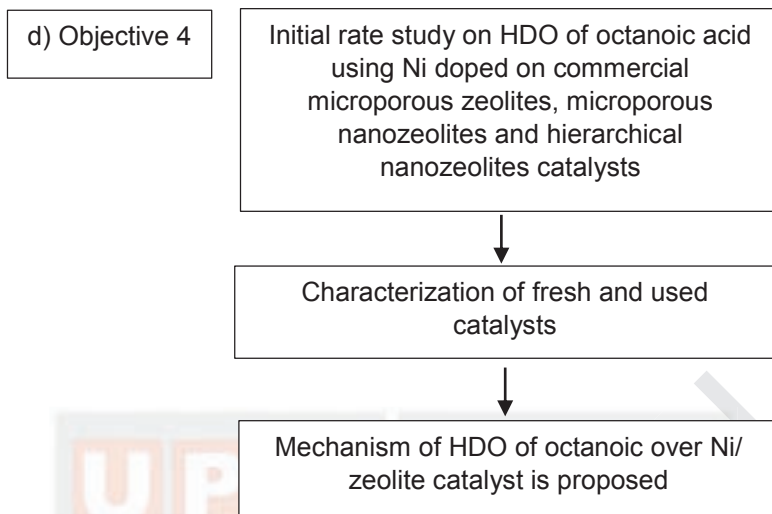 d) Objective 4
Initial rate study on HDO of octanoic acid
using Ni doped on commercial
microporous zeolites, microporous
nanozeolites and hierarchical
nanozeolites catalysts
Characterization of fresh and used
catalysts
Mechanism of HDO of octanoic over Ni/
zeolite catalyst is proposed
UP